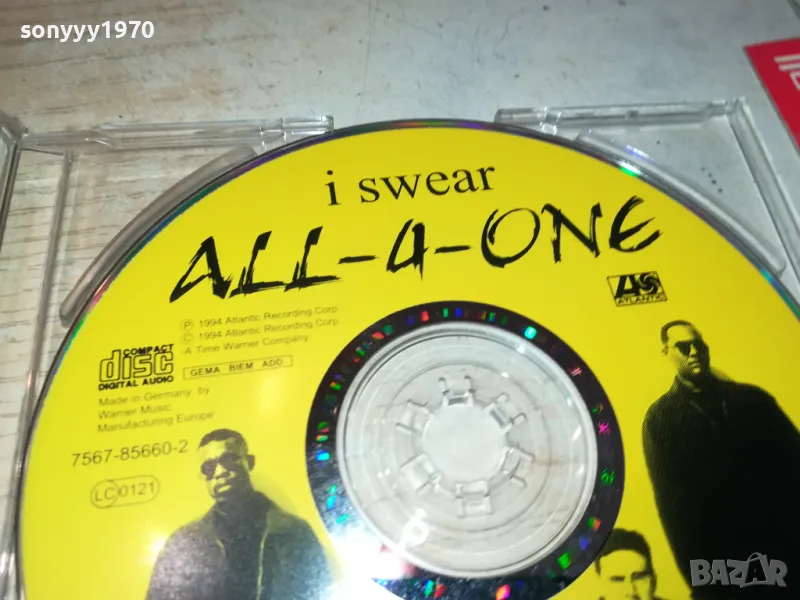 sonyyy1970
i swear
ALL-4-ONE
ATLANTIC
℗ 1994 Atlantic Recording Corp.
© 1994 Atlantic Recording Corp.
-A Time Warner Company
COMPACT
disc
DIGITAL AUDIO
GEMA BIEM ADD
Made in Germany by
Warner Music
Manufacturing Europe
7567-85660-2
LC 0121
BAZAR